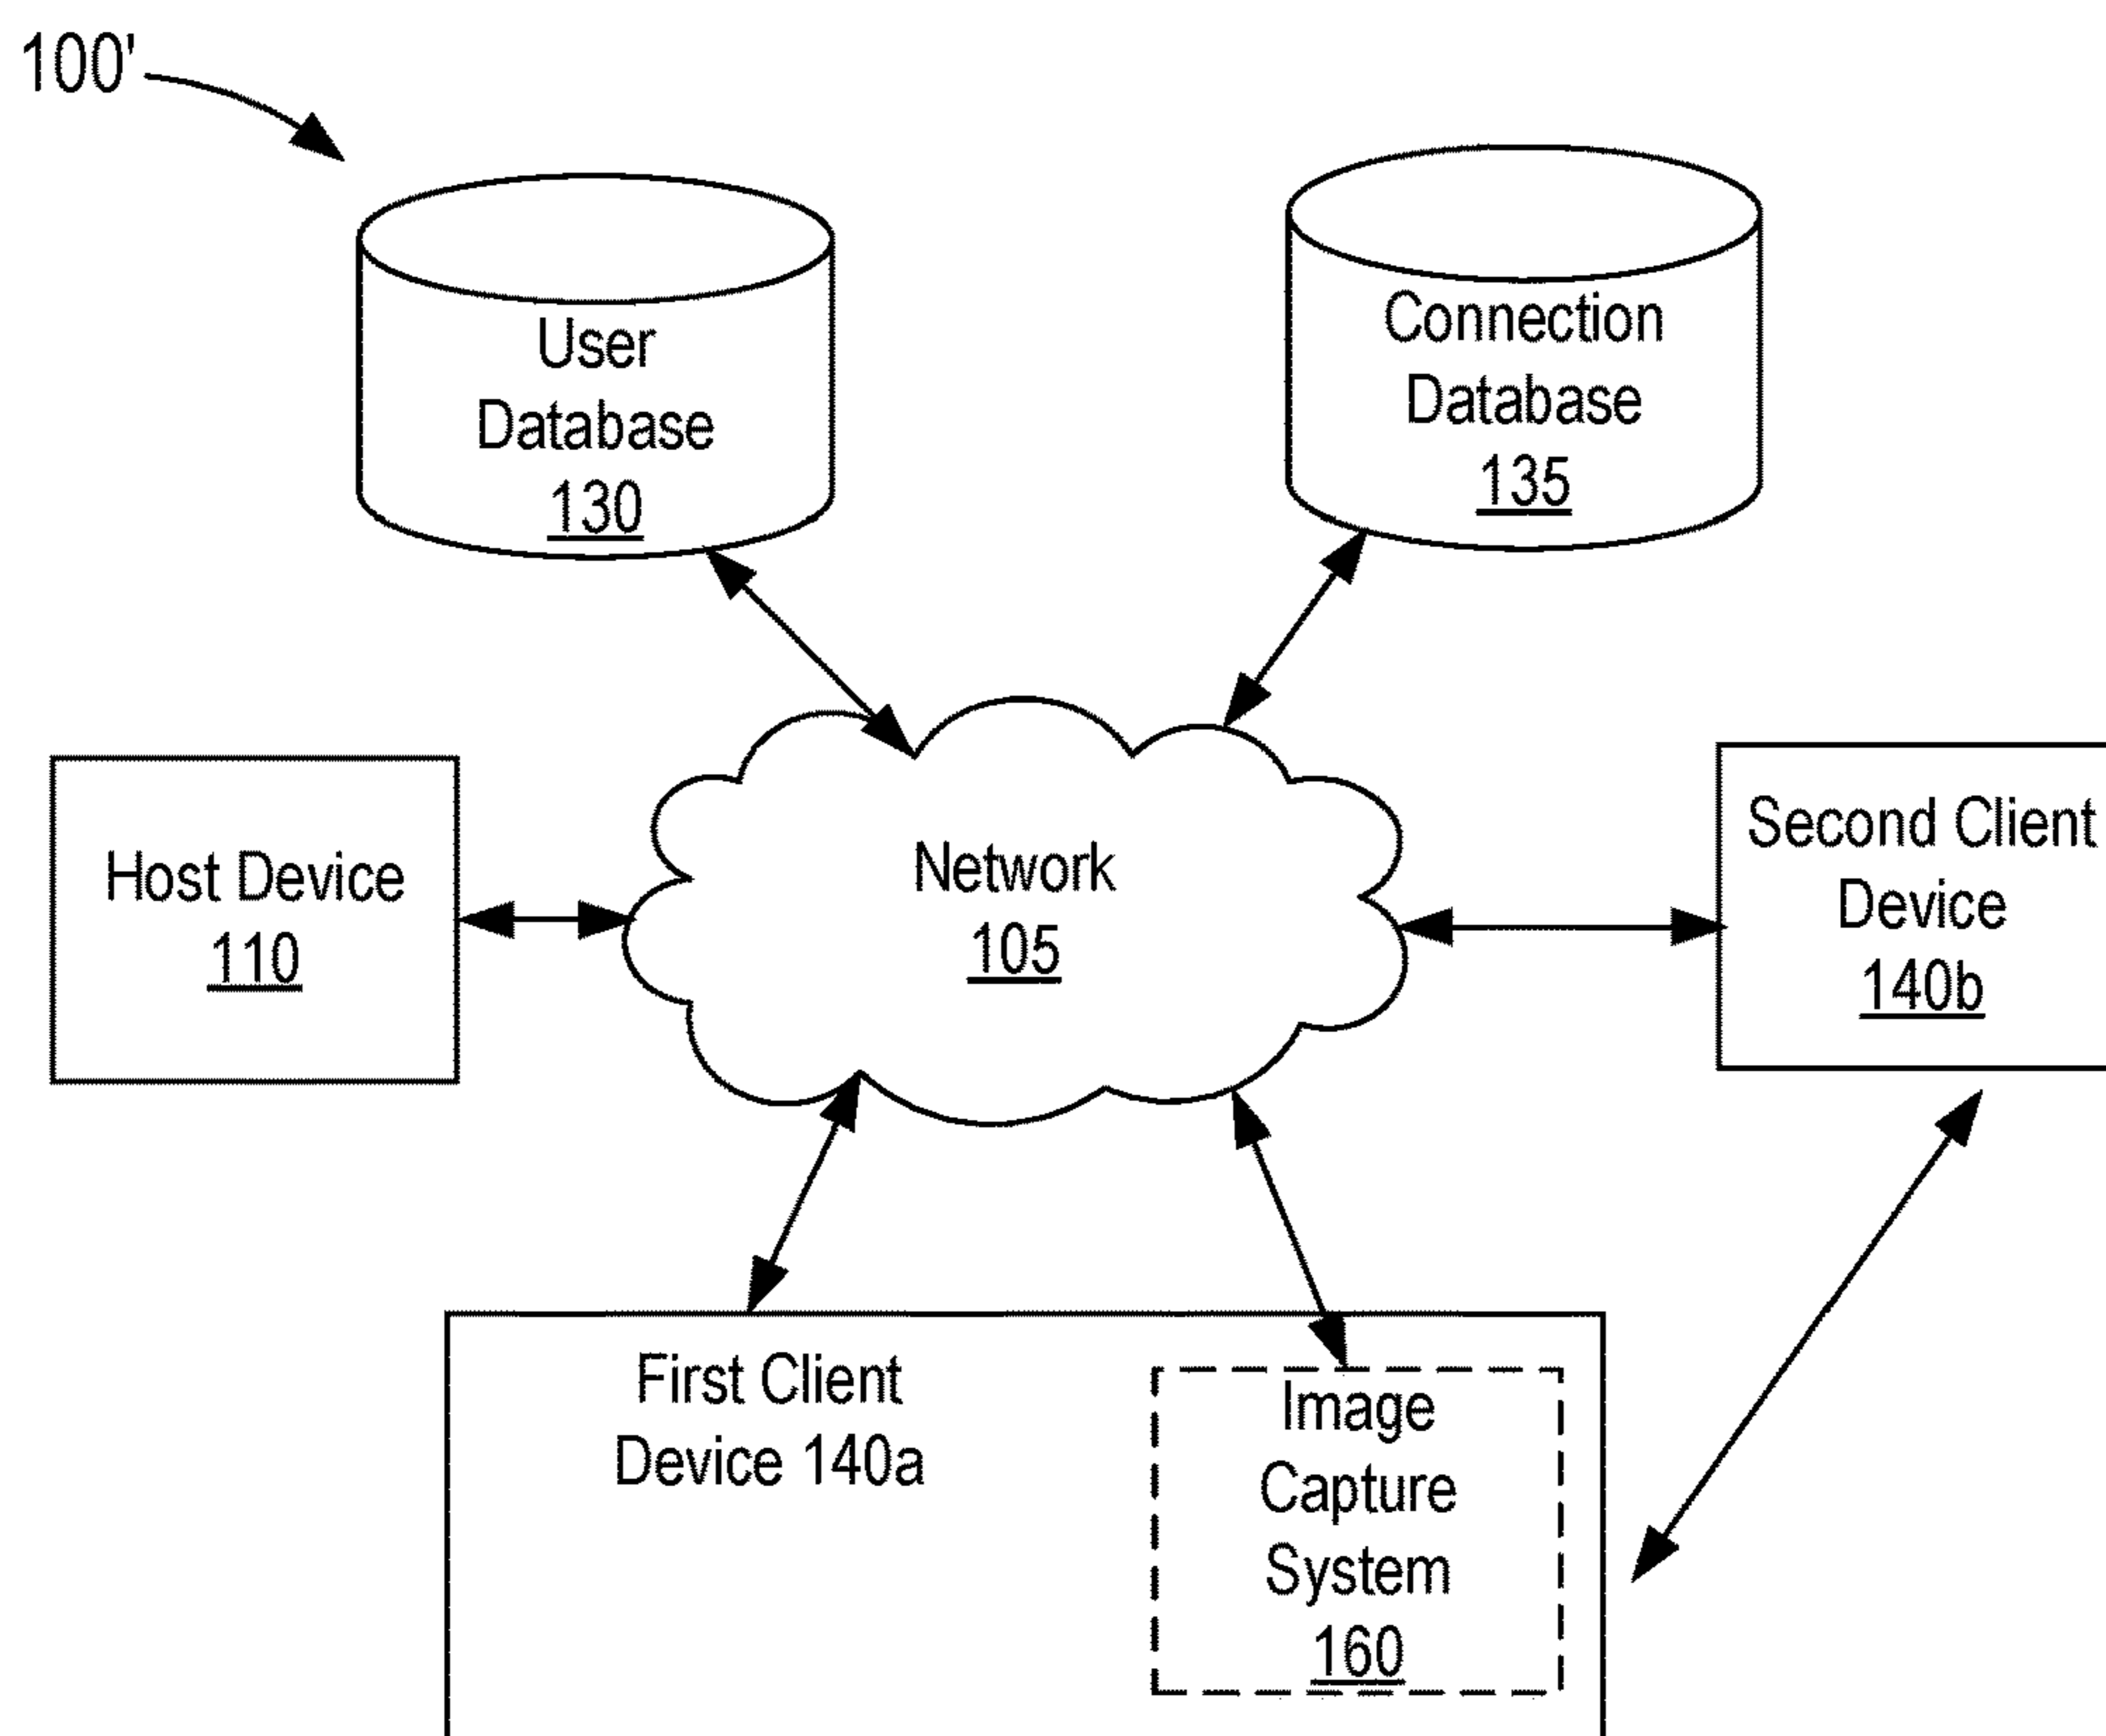 100'
User
Database
130
Connection
Database
135
Host Device
110
Network
105
Second Client
Device
140b
First Client
Device 140a
Image
Capture
System
160